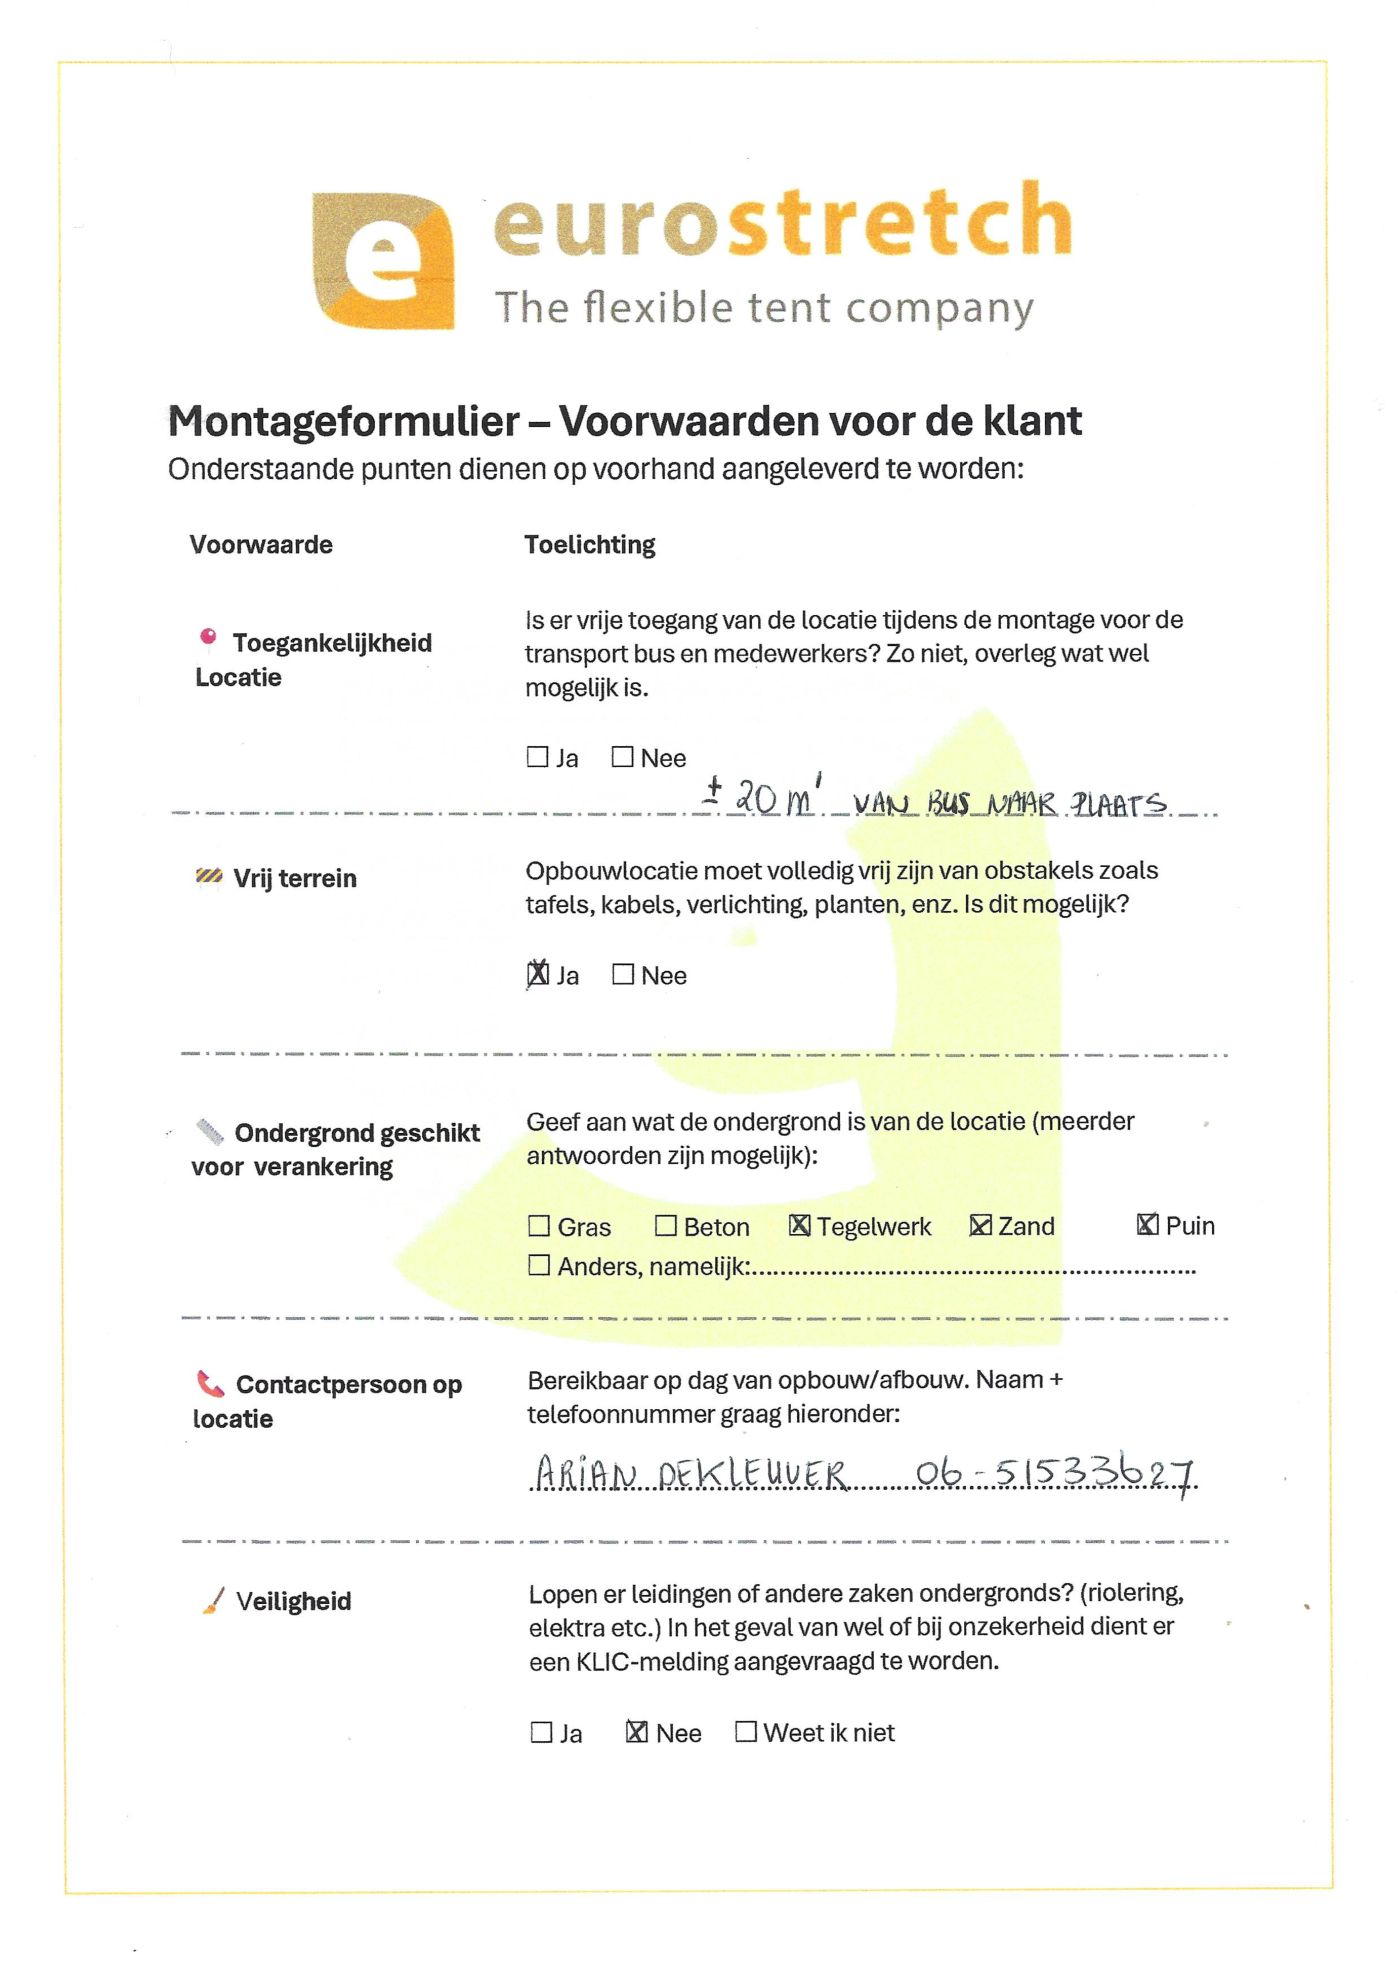 eurostretch
The flexible tent company
Montageformulier – Voorwaarden voor de klant
Onderstaande punten dienen op voorhand aangeleverd te worden:
Voorwaarde Toelichting
Toegankelijkheid
Locatie
Is er vrije toegang van de locatie tijdens de montage voor de
transport bus en medewerkers? Zo niet, overleg wat wel
mogelijk is.
☐ Ja ☐ Nee
± 20 m' VAN BUS NAAR PLAATS
Vrij terrein
Opbouwlocatie moet volledig vrij zijn van obstakels zoals
tafels, kabels, verlichting, planten, enz. Is dit mogelijk?
☒ Ja ☐ Nee
Ondergrond geschikt
voor verankering
Geef aan wat de ondergrond is van de locatie (meerder
antwoorden zijn mogelijk):
☐ Gras ☐ Beton ☒ Tegelwerk ☒ Zand ☒ Puin
☐ Anders, namelijk:..............................................................
Contactpersoon op
locatie
Bereikbaar op dag van opbouw/afbouw. Naam +
telefoonnummer graag hieronder:
ARIAN DEKLEUVER 06-51533627
Veiligheid
Lopen er leidingen of andere zaken ondergronds? (riolering,
elektra etc.) In het geval van wel of bij onzekerheid dient er
een KLIC-melding aangevraagd te worden.
☐ Ja ☒ Nee ☐ Weet ik niet